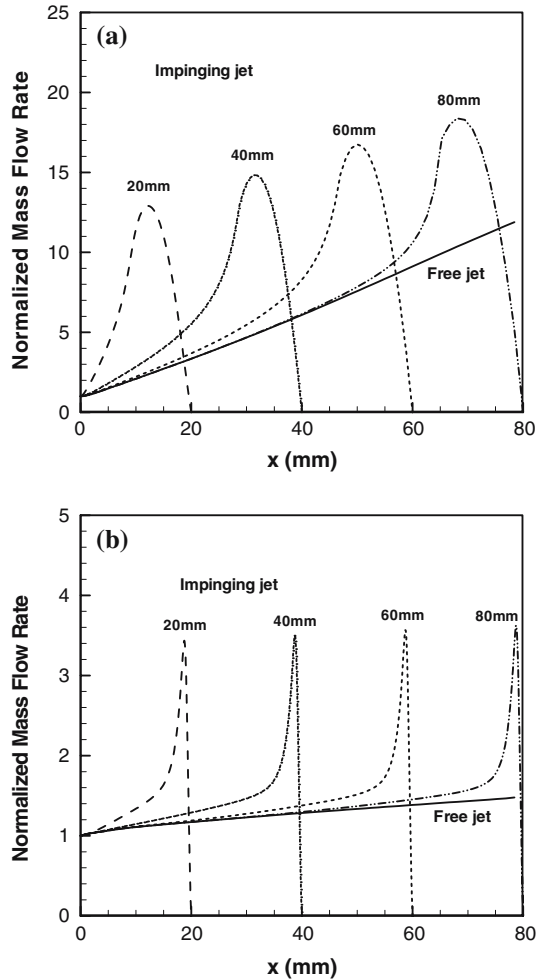 25
(a)
Impinging jet
20
80mm
60mm
15
40mm
20mm
10
Free jet
5
0
0 20 40 60 80
x (mm)
Normalized Mass Flow Rate
5
(b)
Impinging jet
4
20mm 40mm 60mm 80mm
3
2
Free jet
1
0
0 20 40 60 80
x (mm)
Normalized Mass Flow Rate